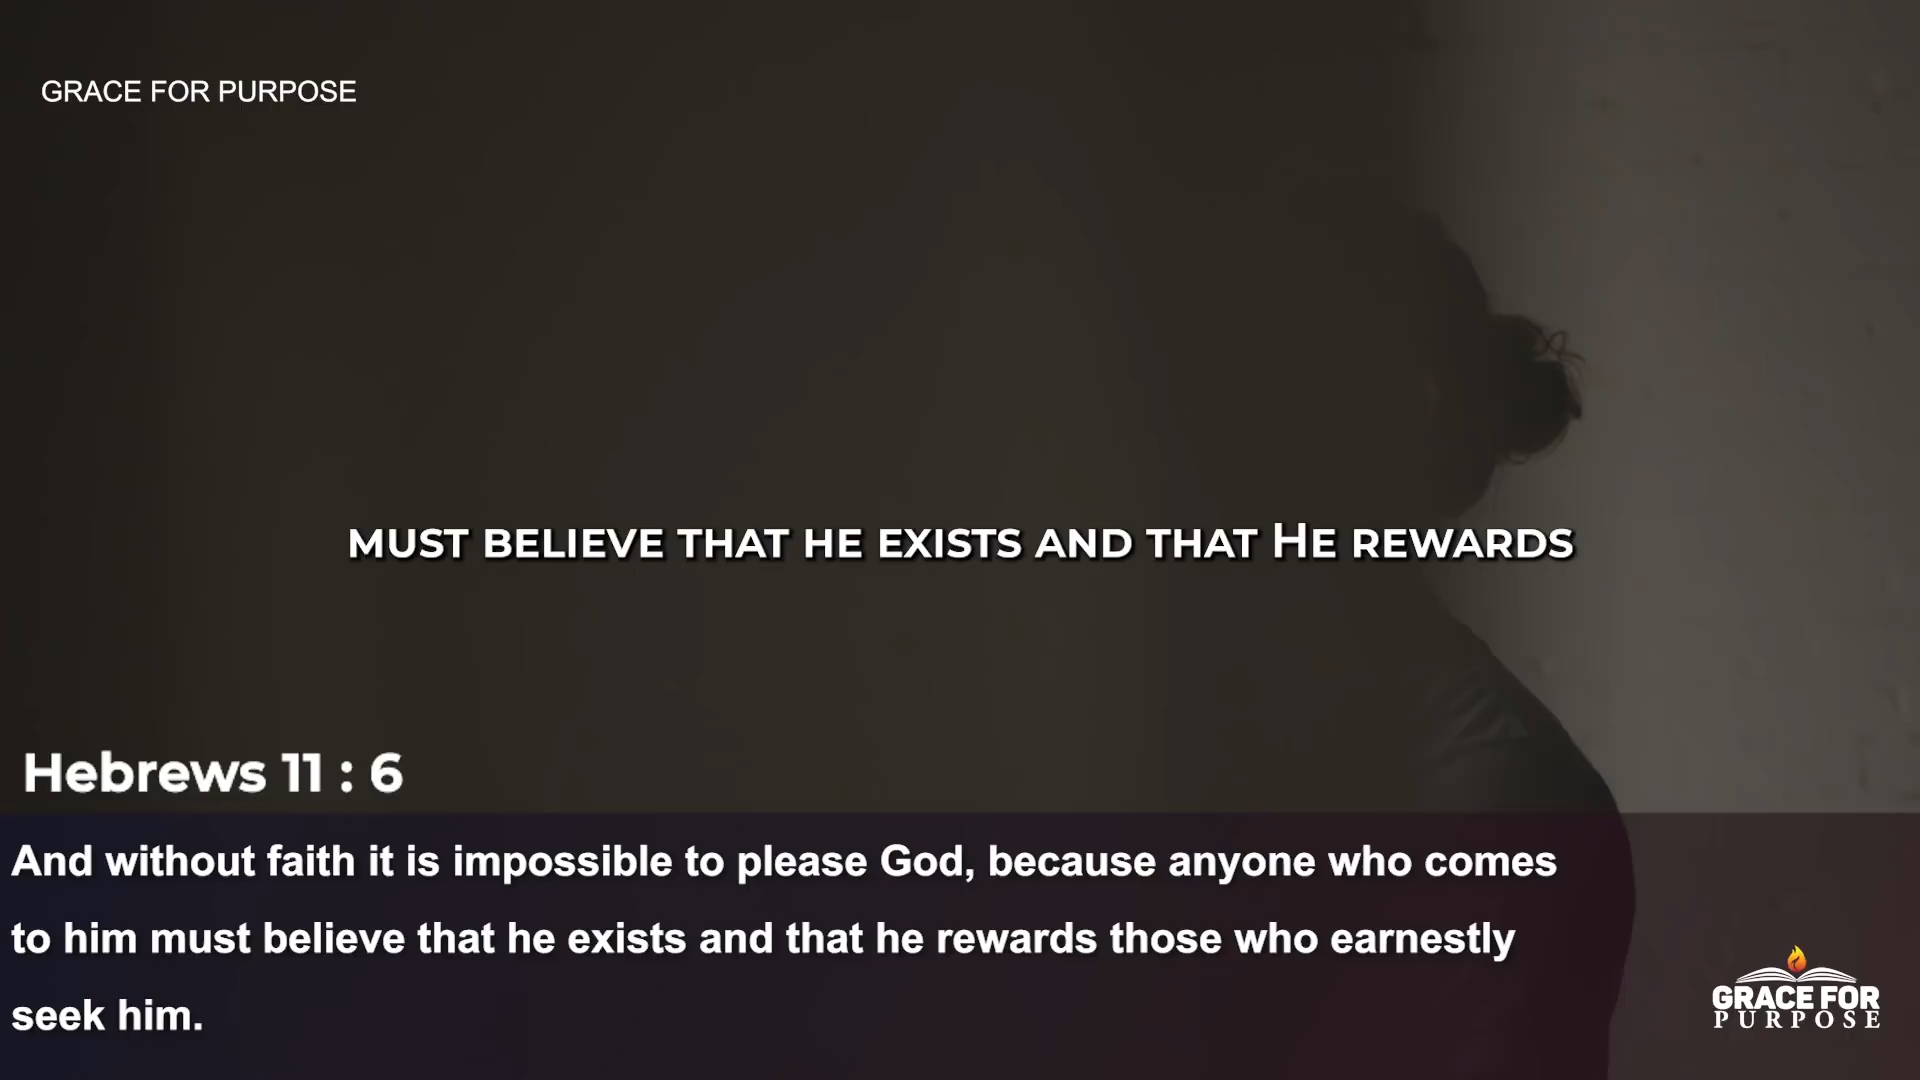 GRACE FOR PURPOSE
MUST BELIEVE THAT HE EXISTS AND THAT HE REWARDS
Hebrews 11 : 6
And without faith it is impossible to please God, because anyone who comes
to him must believe that he exists and that he rewards those who earnestly
seek him.
GRACE FOR
PURPOSE